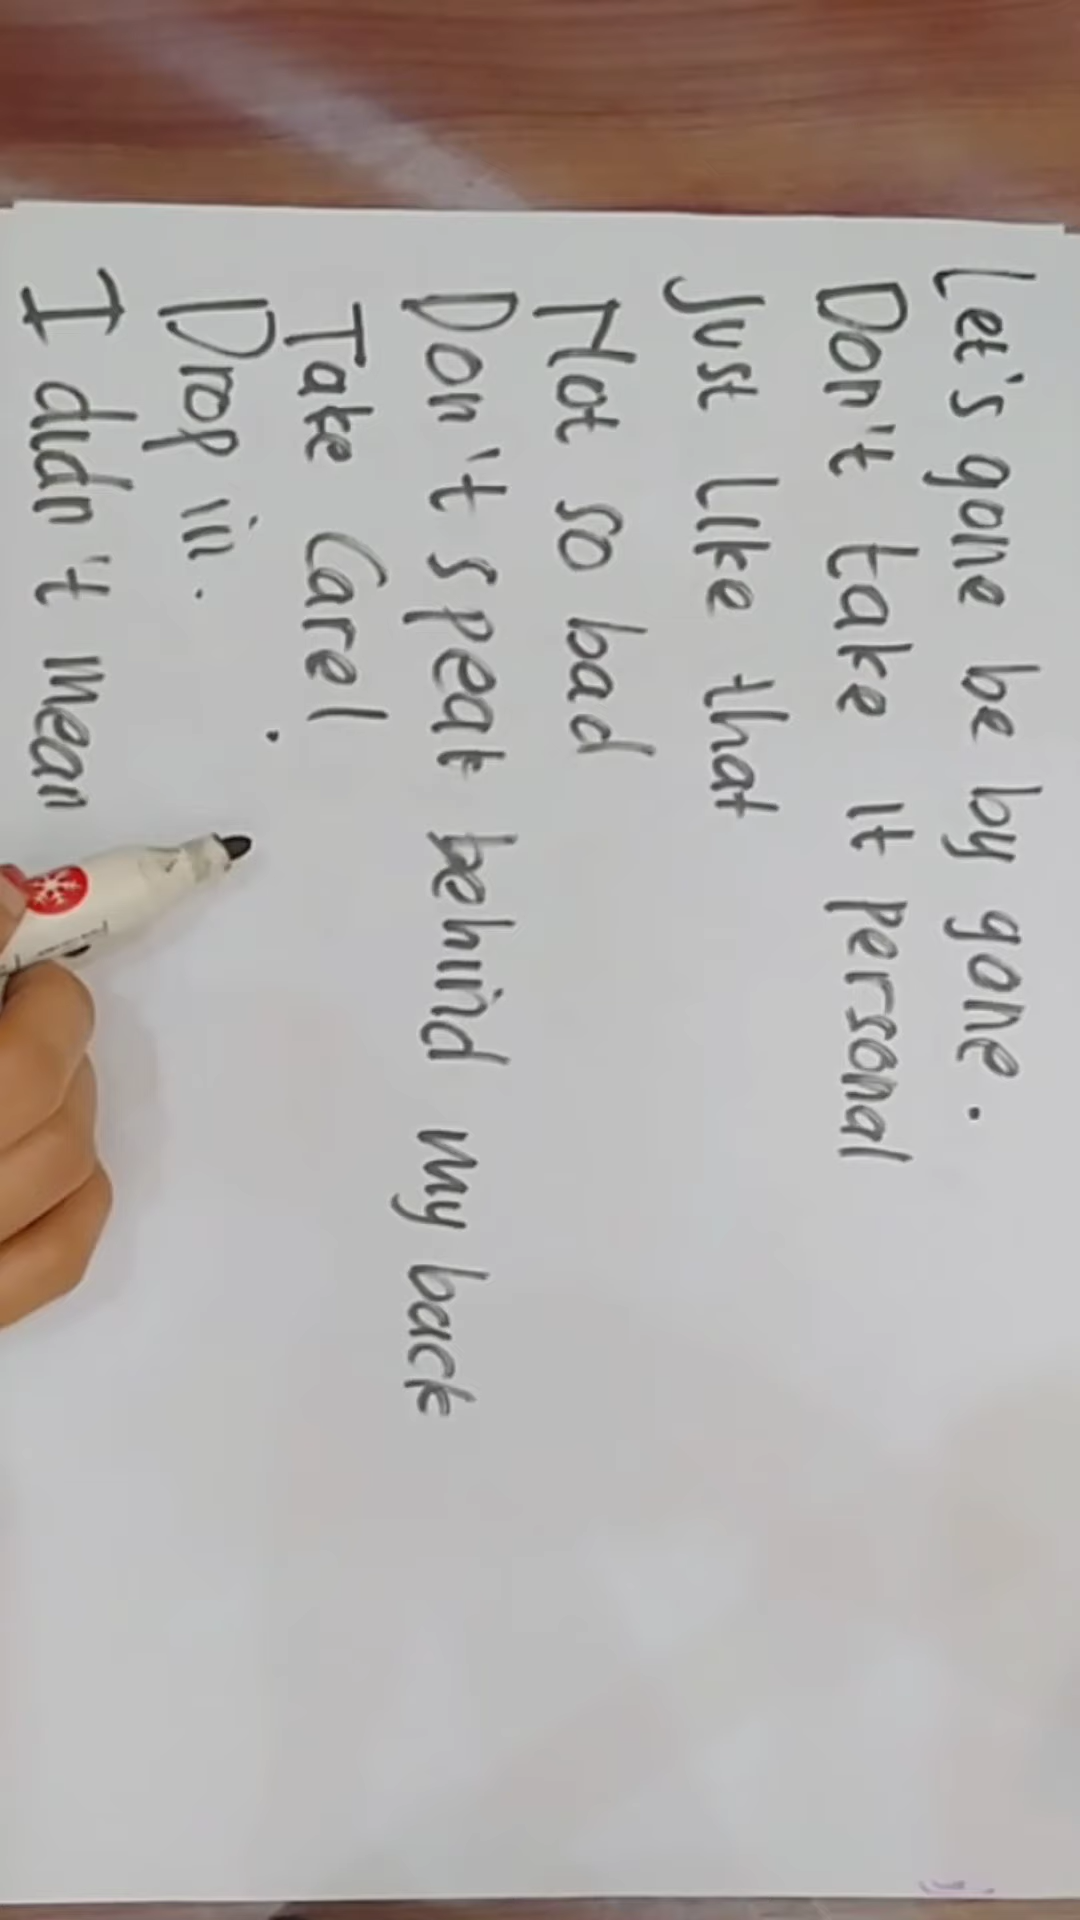 Let's gone be by gone.
Don't take it personal
Just like that
Not so bad
Don't speak behind my back
Take care!
Drop in.
I didn't mean